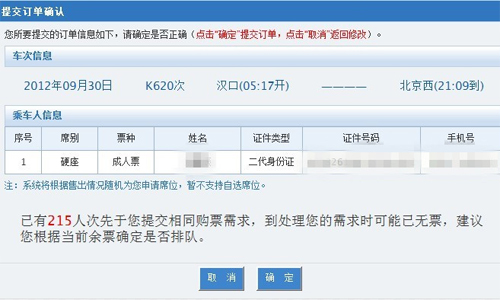 提交订单确认
您所要提交的订单信息如下，请确定是否正确（点击“确定”提交订单，点击“取消”返回修改）。
车次信息
2012年09月30日 K620次 汉口(05:17开) ———— 北京西(21:09到)
乘车人信息
序号 席别 票种 姓名 证件类型 证件号码 手机号
1 硬座 成人票 二代身份证
注：系统将根据售出情况随机为您申请席位，暂不支持自选席位。
已有215人次先于您提交相同购票需求，到处理您的需求时可能已无票，建议
您根据当前余票确定是否排队。
取 消 确 定